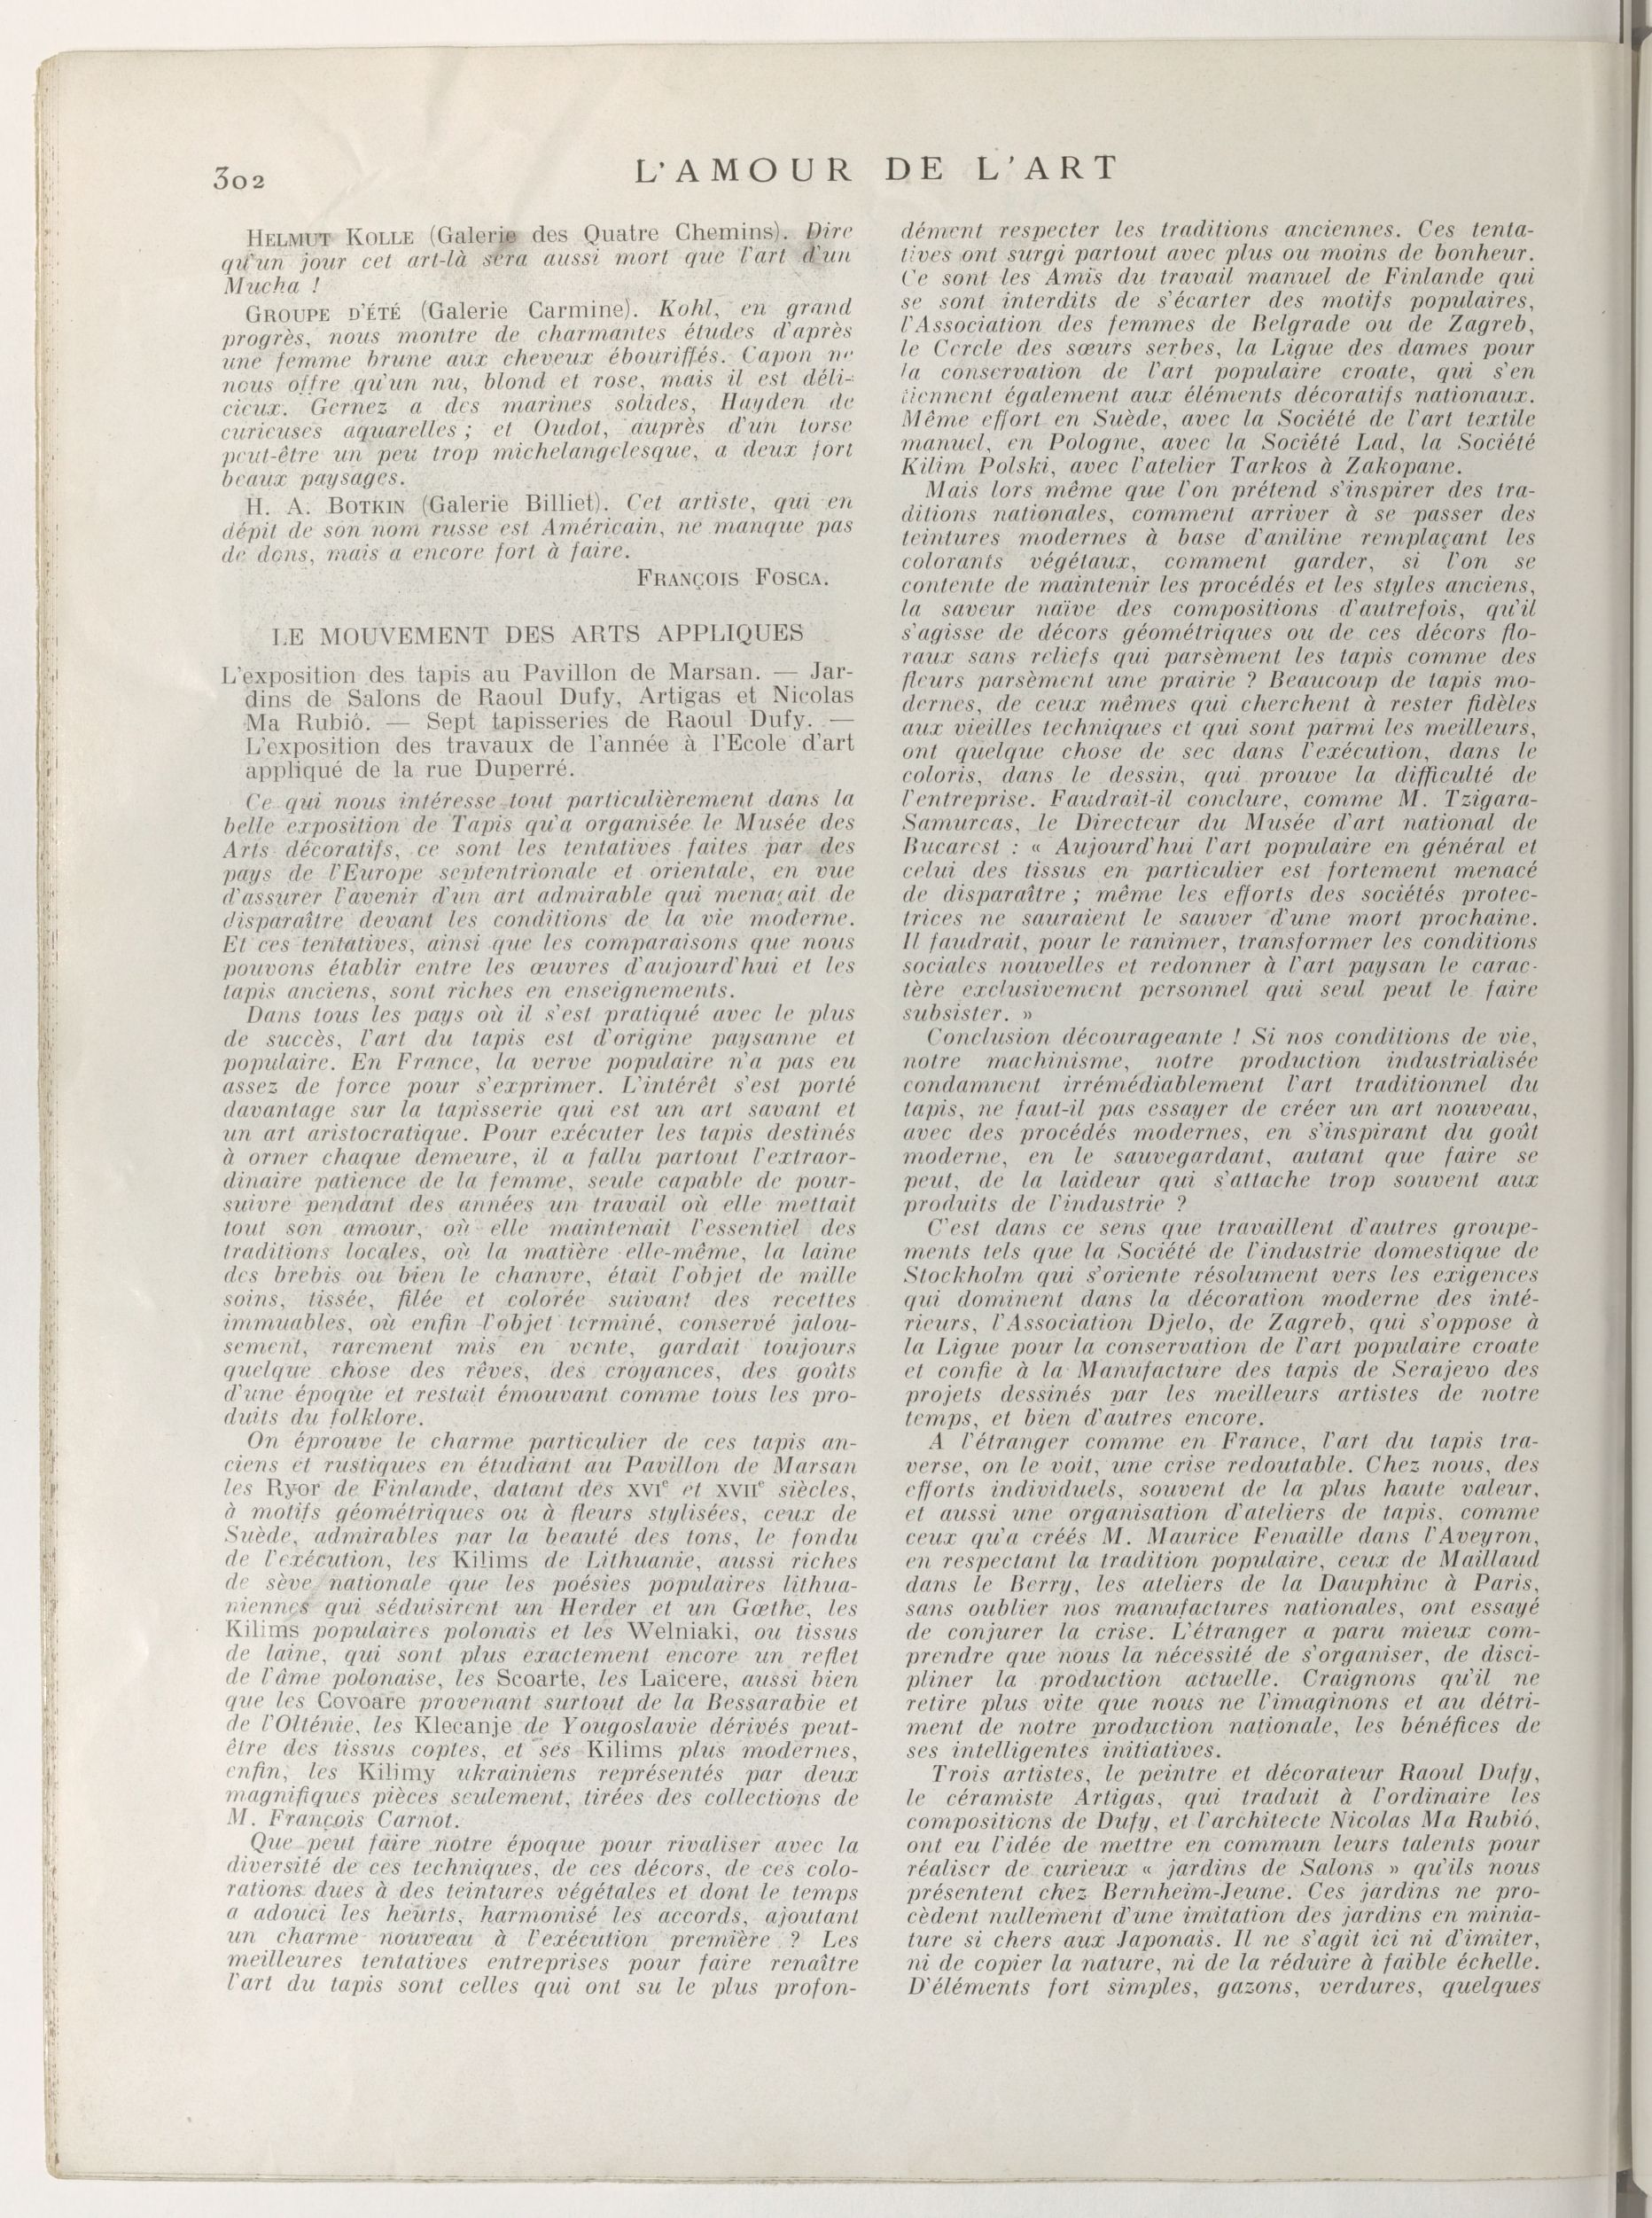 302
L'AMOUR DE L'ART
HELMUT KOLLE (Galerie des Quatre Chemins). Dire
qu'un jour cet art-là sera aussi mort que l'art d'un
Mucha !
GROUPE D'ÉTÉ (Galerie Carmine). Kohl, en grand
progrès, nous montre de charmantes études d'après
une femme brune aux cheveux ébouriffés. Capon ne
nous offre qu'un nu, blond et rose, mais il est déli-
cieux. Gernez a des marines solides, Hayden de
curieuses aquarelles ; et Oudot, auprès d'un torse
peut-être un peu trop michelangelesque, a deux fort
beaux paysages.
H. A. BOTKIN (Galerie Billiet). Cet artiste, qui en
dépit de son nom russe est Américain, ne manque pas
de dons, mais a encore fort à faire.
FRANÇOIS FOSCA.
LE MOUVEMENT DES ARTS APPLIQUES
L'exposition des tapis au Pavillon de Marsan. — Jar-
dins de Salons de Raoul Dufy, Artigas et Nicolas
Ma Rubió. — Sept tapisseries de Raoul Dufy. —
L'exposition des travaux de l'année à l'Ecole d'art
appliqué de la rue Duperré.
Ce qui nous intéresse tout particulièrement dans la
belle exposition de Tapis qu'a organisée le Musée des
Arts décoratifs, ce sont les tentatives faites par des
pays de l'Europe septentrionale et orientale, en vue
d'assurer l'avenir d'un art admirable qui menaçait de
disparaître devant les conditions de la vie moderne.
Et ces tentatives, ainsi que les comparaisons que nous
pouvons établir entre les œuvres d'aujourd'hui et les
tapis anciens, sont riches en enseignements.
Dans tous les pays où il s'est pratiqué avec le plus
de succès, l'art du tapis est d'origine paysanne et
populaire. En France, la verve populaire n'a pas eu
assez de force pour s'exprimer. L'intérêt s'est porté
davantage sur la tapisserie qui est un art savant et
un art aristocratique. Pour exécuter les tapis destinés
à orner chaque demeure, il a fallu partout l'extraor-
dinaire patience de la femme, seule capable de pour-
suivre pendant des années un travail où elle mettait
tout son amour, où elle maintenait l'essentiel des
traditions locales, où la matière elle-même, la laine
des brebis ou bien le chanvre, était l'objet de mille
soins, tissée, filée et colorée suivant des recettes
immuables, où enfin l'objet terminé, conservé jalou-
sement, rarement mis en vente, gardait toujours
quelque chose des rêves, des croyances, des goûts
d'une époque et restait émouvant comme tous les pro-
duits du folklore.
On éprouve le charme particulier de ces tapis an-
ciens et rustiques en étudiant au Pavillon de Marsan
les Ryor de Finlande, datant des XVIe et XVIIe siècles,
à motifs géométriques ou à fleurs stylisées, ceux de
Suède, admirables par la beauté des tons, le fondu
de l'exécution, les Kilims de Lithuanie, aussi riches
de sève nationale que les poésies populaires lithua-
niennes qui séduisirent un Herder et un Gœthe, les
Kilims populaires polonais et les Welniaki, ou tissus
de laine, qui sont plus exactement encore un reflet
de l'âme polonaise, les Scoarte, les Laicere, aussi bien
que les Covoare provenant surtout de la Bessarabie et
de l'Olténie, les Klecanje de Yougoslavie dérivés peut-
être des tissus coptes, et ses Kilims plus modernes,
enfin, les Kilimy ukrainiens représentés par deux
magnifiques pièces seulement, tirées des collections de
M. François Carnot.
Que peut faire notre époque pour rivaliser avec la
diversité de ces techniques, de ces décors, de ces colo-
rations dues à des teintures végétales et dont le temps
a adouci les heurts, harmonisé les accords, ajoutant
un charme nouveau à l'exécution première ? Les
meilleures tentatives entreprises pour faire renaître
l'art du tapis sont celles qui ont su le plus profon-
dément respecter les traditions anciennes. Ces tenta-
tives ont surgi partout avec plus ou moins de bonheur.
Ce sont les Amis du travail manuel de Finlande qui
se sont interdits de s'écarter des motifs populaires,
l'Association des femmes de Belgrade ou de Zagreb,
le Cercle des sœurs serbes, la Ligue des dames pour
la conservation de l'art populaire croate, qui s'en
tiennent également aux éléments décoratifs nationaux.
Même effort en Suède, avec la Société de l'art textile
manuel, en Pologne, avec la Société Lad, la Société
Kilim Polski, avec l'atelier Tarkos à Zakopane.
Mais lors même que l'on prétend s'inspirer des tra-
ditions nationales, comment arriver à se passer des
teintures modernes à base d'aniline remplaçant les
colorants végétaux, comment garder, si l'on se
contente de maintenir les procédés et les styles anciens,
la saveur naïve des compositions d'autrefois, qu'il
s'agisse de décors géométriques ou de ces décors flo-
raux sans reliefs qui parsèment les tapis comme des
fleurs parsèment une prairie ? Beaucoup de tapis mo-
dernes, de ceux mêmes qui cherchent à rester fidèles
aux vieilles techniques et qui sont parmi les meilleurs,
ont quelque chose de sec dans l'exécution, dans le
coloris, dans le dessin, qui prouve la difficulté de
l'entreprise. Faudrait-il conclure, comme M. Tzigara-
Samurcas, le Directeur du Musée d'art national de
Bucarest : « Aujourd'hui l'art populaire en général et
celui des tissus en particulier est fortement menacé
de disparaître ; même les efforts des sociétés protec-
trices ne sauraient le sauver d'une mort prochaine.
Il faudrait, pour le ranimer, transformer les conditions
sociales nouvelles et redonner à l'art paysan le carac-
tère exclusivement personnel qui seul peut le faire
subsister. »
Conclusion décourageante ! Si nos conditions de vie,
notre machinisme, notre production industrialisée
condamnent irrémédiablement l'art traditionnel du
tapis, ne faut-il pas essayer de créer un art nouveau,
avec des procédés modernes, en s'inspirant du goût
moderne, en le sauvegardant, autant que faire se
peut, de la laideur qui s'attache trop souvent aux
produits de l'industrie ?
C'est dans ce sens que travaillent d'autres groupe-
ments tels que la Société de l'industrie domestique de
Stockholm qui s'oriente résolument vers les exigences
qui dominent dans la décoration moderne des inté-
rieurs, l'Association Djelo, de Zagreb, qui s'oppose à
la Ligue pour la conservation de l'art populaire croate
et confie à la Manufacture des tapis de Serajevo des
projets dessinés par les meilleurs artistes de notre
temps, et bien d'autres encore.
A l'étranger comme en France, l'art du tapis tra-
verse, on le voit, une crise redoutable. Chez nous, des
efforts individuels, souvent de la plus haute valeur,
et aussi une organisation d'ateliers de tapis, comme
ceux qu'a créés M. Maurice Fenaille dans l'Aveyron,
en respectant la tradition populaire, ceux de Maillaud
dans le Berry, les ateliers de la Dauphine à Paris,
sans oublier nos manufactures nationales, ont essayé
de conjurer la crise. L'étranger a paru mieux com-
prendre que nous la nécessité de s'organiser, de disci-
pliner la production actuelle. Craignons qu'il ne
retire plus vite que nous ne l'imaginons et au détri-
ment de notre production nationale, les bénéfices de
ses intelligentes initiatives.
Trois artistes, le peintre et décorateur Raoul Dufy,
le céramiste Artigas, qui traduit à l'ordinaire les
compositions de Dufy, et l'architecte Nicolas Ma Rubió,
ont eu l'idée de mettre en commun leurs talents pour
réaliser de curieux « jardins de Salons » qu'ils nous
présentent chez Bernheim-Jeune. Ces jardins ne pro-
cèdent nullement d'une imitation des jardins en minia-
ture si chers aux Japonais. Il ne s'agit ici ni d'imiter,
ni de copier la nature, ni de la réduire à faible échelle.
D'éléments fort simples, gazons, verdures, quelques